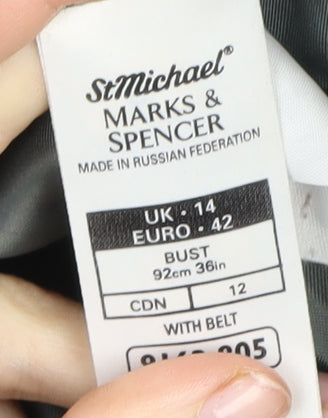 StMichael®
MARKS &
SPENCER
MADE IN RUSSIAN FEDERATION
UK · 14
EURO · 42
BUST
92cm 36in
CDN 12
WITH BELT